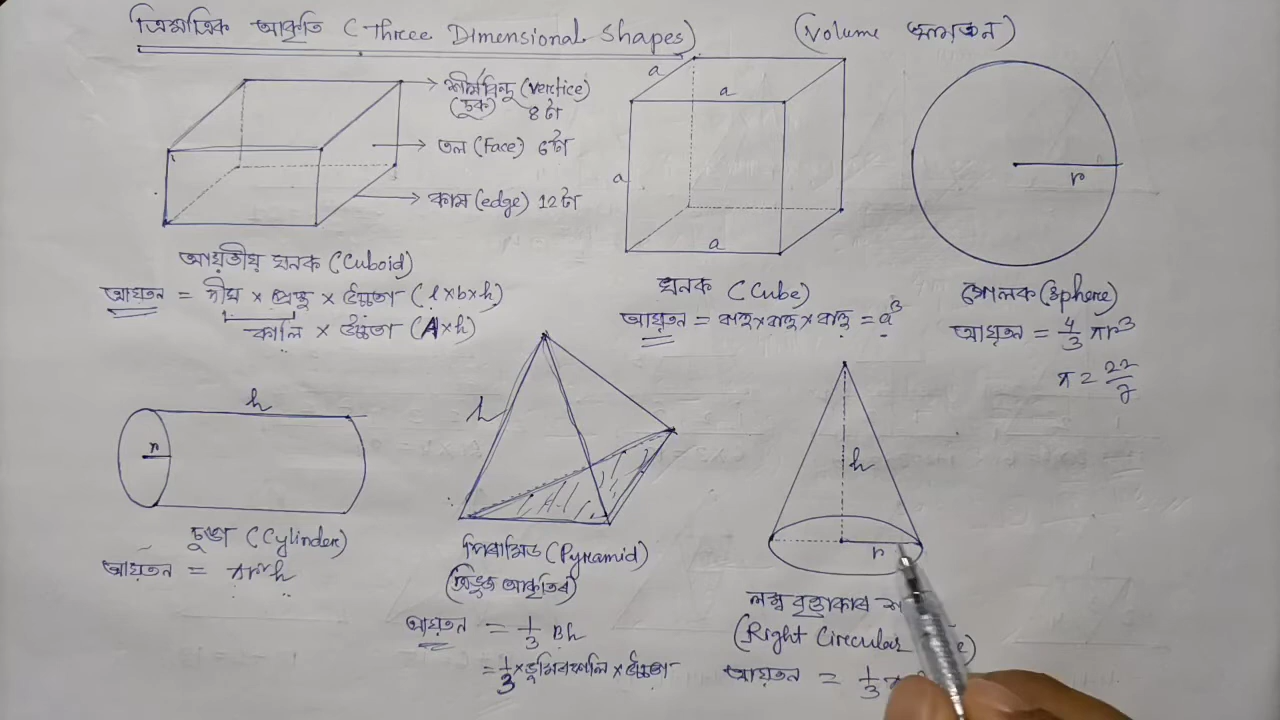 ত্ৰিমাত্ৰিক আকৃতি (Three Dimensional Shapes)
(Volume আয়তন)
শীৰ্ষবিন্দু (vertice)
(চুক) 8 টা
তল (Face) 6 টা
কাষ (edge) 12 টা
আয়তীয় ঘনক (Cuboid)
আয়তন = দীঘ × প্ৰস্থ × উচ্চতা (l×b×h)
কালি × উচ্চতা (A×h)
a
a
a
a
ঘনক (Cube)
আয়তন = বাহু×বাহু×বাহু = a³
r
গোলক (Sphere)
আয়তন = 4/3 πr³
π = 22/7
h
r
চুঙা (Cylinder)
আয়তন = πr²h
h
পিৰামিড (Pyramid)
(ত্ৰিভুজ আকৃতিৰ)
আয়তন = 1/3 Bh
= 1/3 × ভূমিৰকালি × উচ্চতা
h
r
লম্ব বৃত্তাকাৰ
(Right Circular
আয়তন = 1/3 π